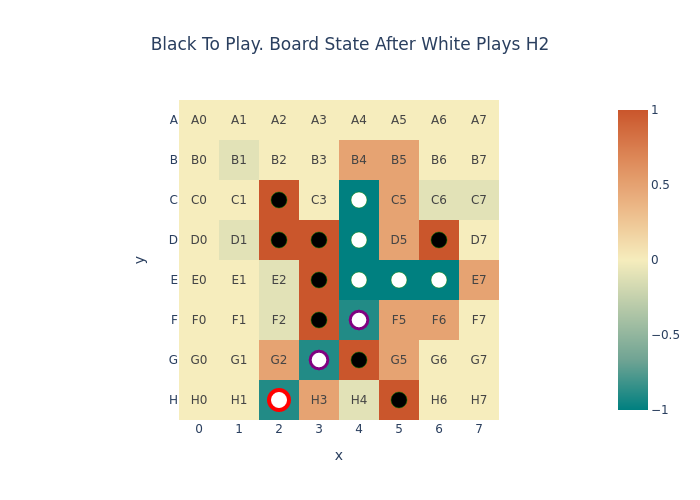 Black To Play. Board State After White Plays H2
A A0 A1 A2 A3 A4 A5 A6 A7
B B0 B1 B2 B3 B4 B5 B6 B7
C C0 C1 C3 C5 C6 C7
D D0 D1 D5 D7
E E0 E1 E2 E7
F F0 F1 F2 F5 F6 F7
G G0 G1 G2 G5 G6 G7
H H0 H1 H3 H4 H6 H7
0 1 2 3 4 5 6 7
x
y
1
0.5
0
−0.5
−1